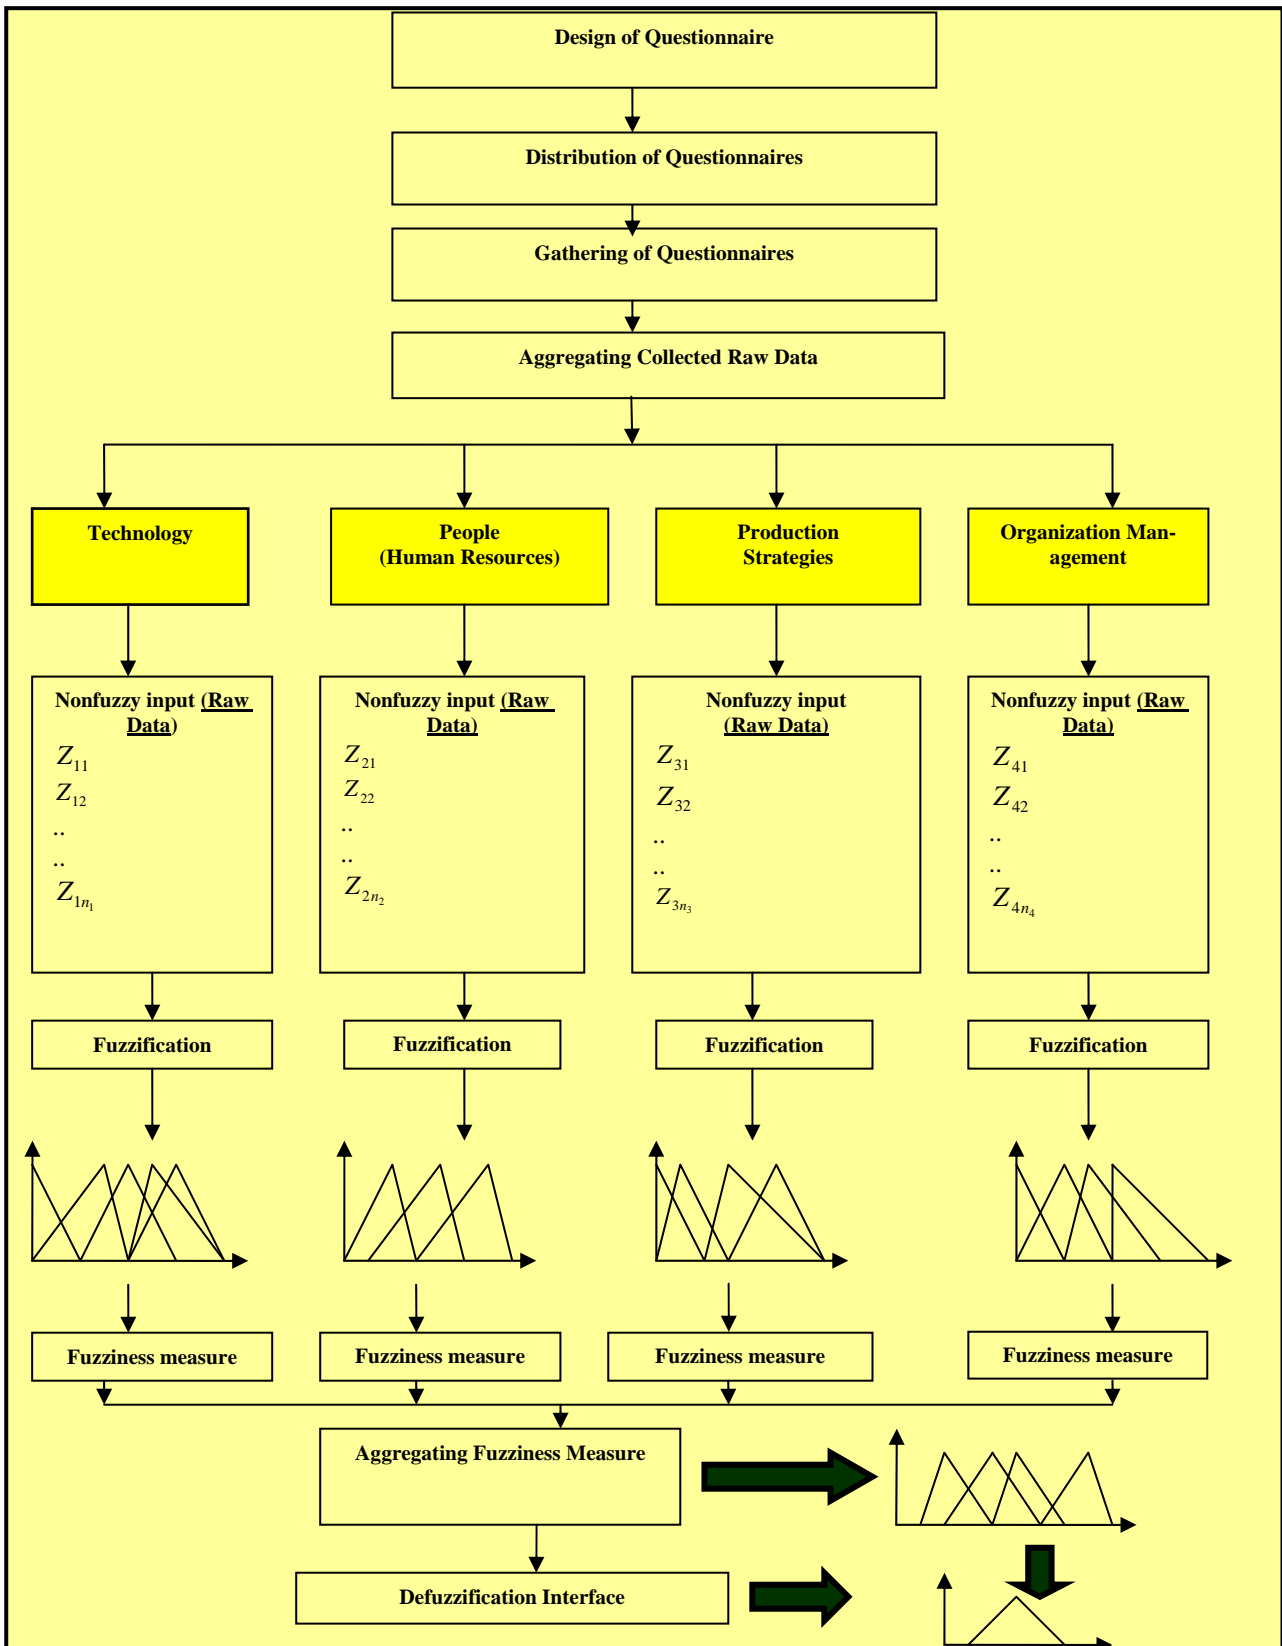 Design of Questionnaire
Distribution of Questionnaires
Gathering of Questionnaires
Aggregating Collected Raw Data
Technology
People
(Human Resources)
Production
Strategies
Organization Man-
agement
Nonfuzzy input (Raw
Data)
Z₁₁
Z₁₂
..
..
Z₁ₙ₁
Nonfuzzy input (Raw
Data)
Z₂₁
Z₂₂
..
..
Z₂ₙ₂
Nonfuzzy input
(Raw Data)
Z₃₁
Z₃₂
..
..
Z₃ₙ₃
Nonfuzzy input (Raw
Data)
Z₄₁
Z₄₂
..
..
Z₄ₙ₄
Fuzzification
Fuzzification
Fuzzification
Fuzzification
Fuzziness measure
Fuzziness measure
Fuzziness measure
Fuzziness measure
Aggregating Fuzziness Measure
Defuzzification Interface